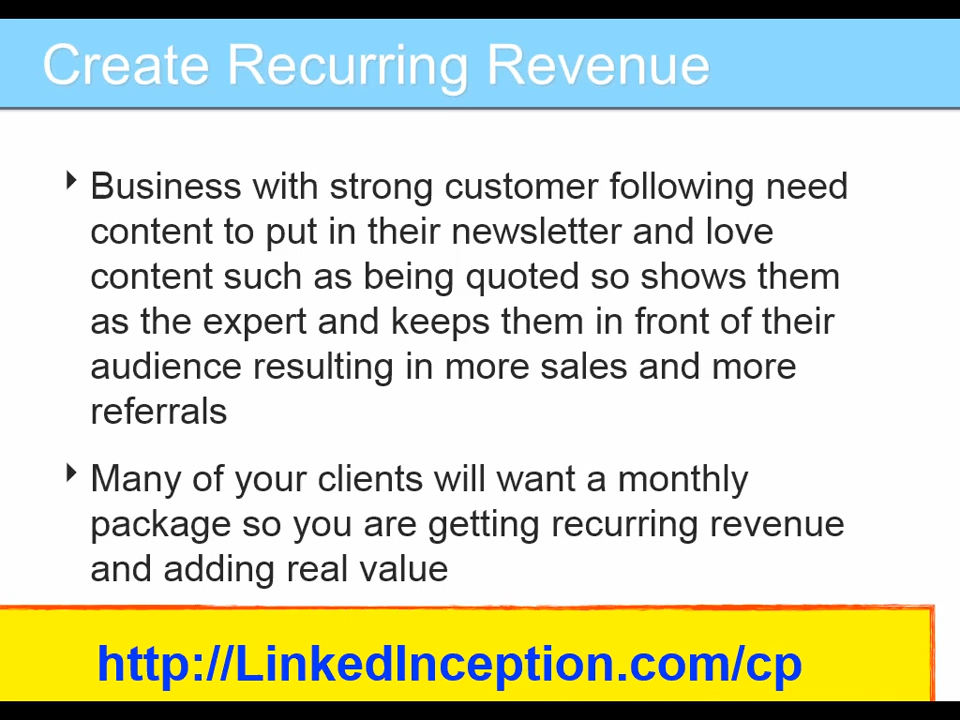 Create Recurring Revenue
Business with strong customer following need
content to put in their newsletter and love
content such as being quoted so shows them
as the expert and keeps them in front of their
audience resulting in more sales and more
referrals
Many of your clients will want a monthly
package so you are getting recurring revenue
and adding real value
http://LinkedInception.com/cp